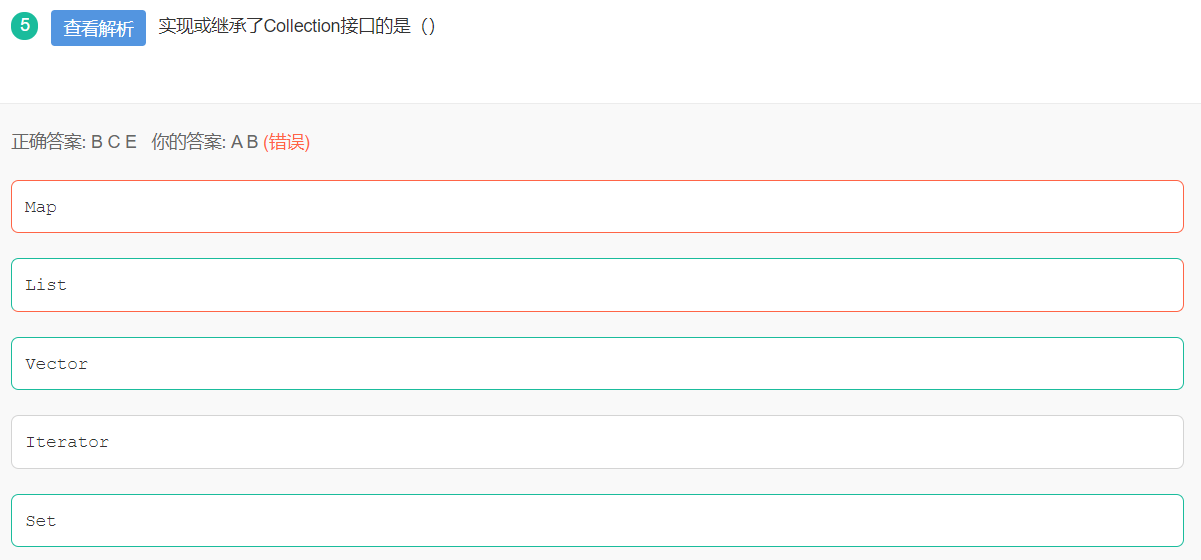 5 查看解析 实现或继承了Collection接口的是（）
正确答案: B C E 你的答案: A B (错误)
Map
List
Vector
Iterator
Set